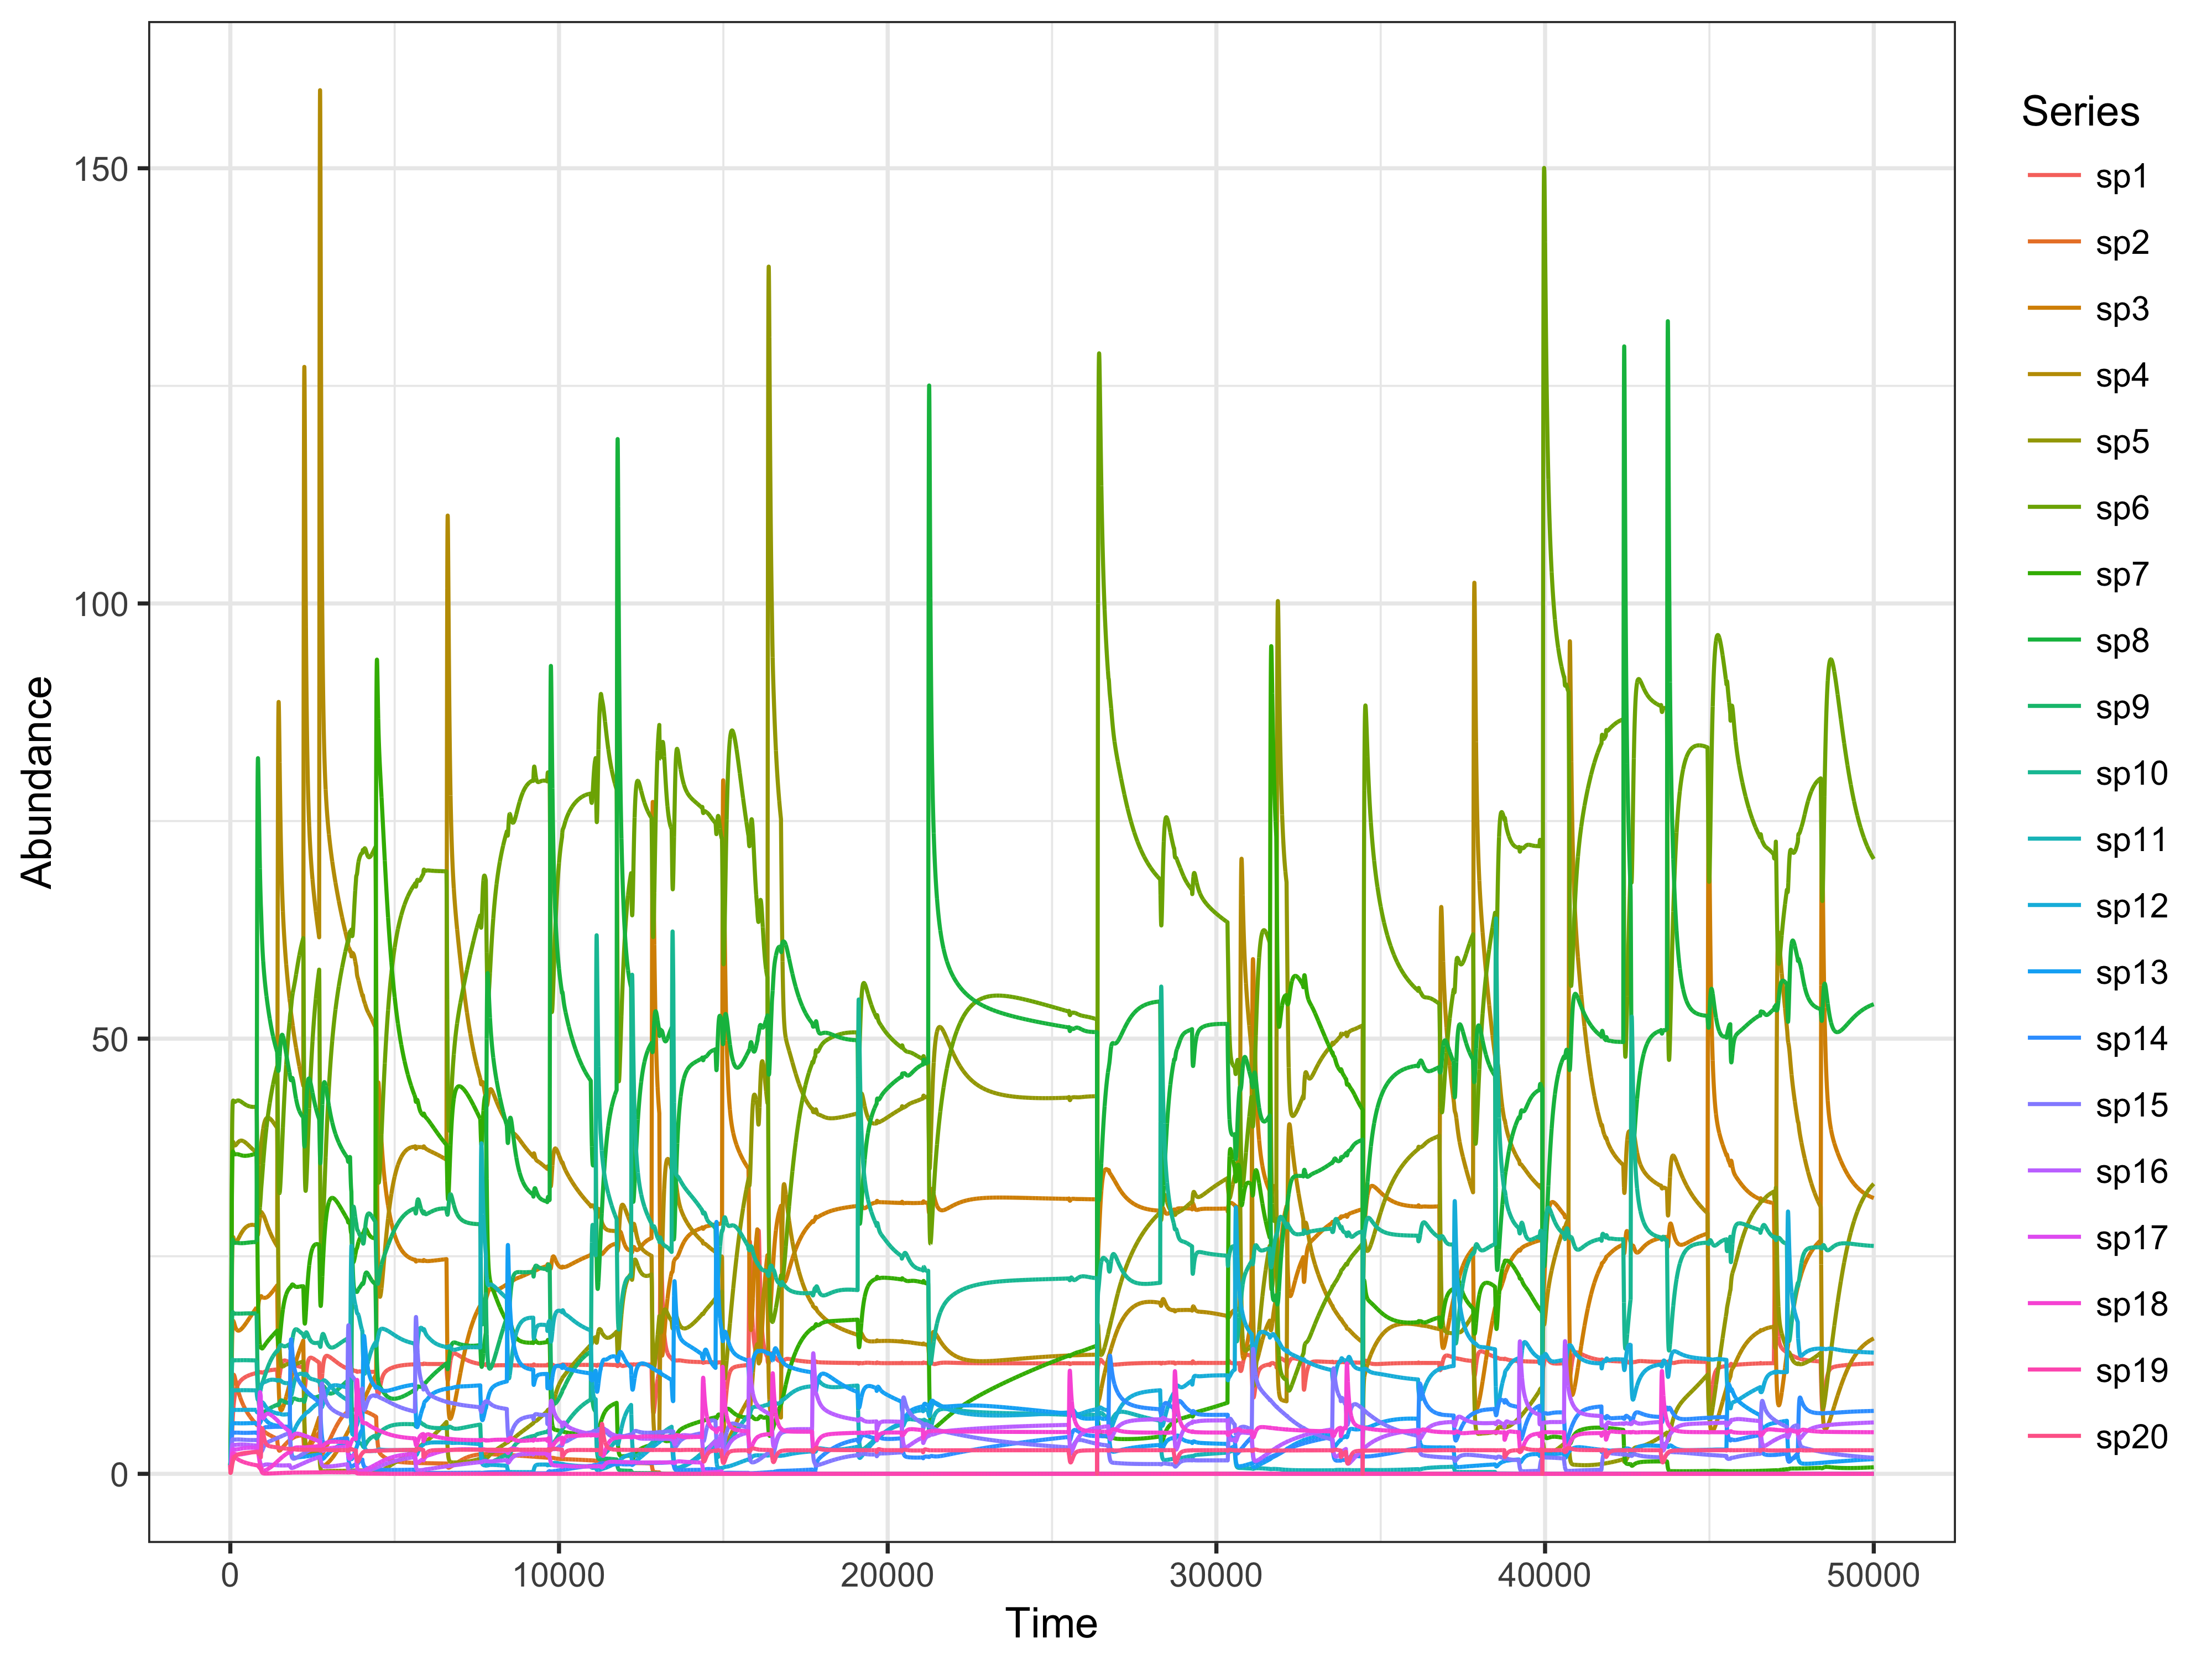 Series
sp1
sp2
sp3
sp4
sp5
sp6
sp7
sp8
sp9
sp10
sp11
sp12
sp13
sp14
sp15
sp16
sp17
sp18
sp19
sp20
150
100
50
0
Abundance
0 10000 20000 30000 40000 50000
Time